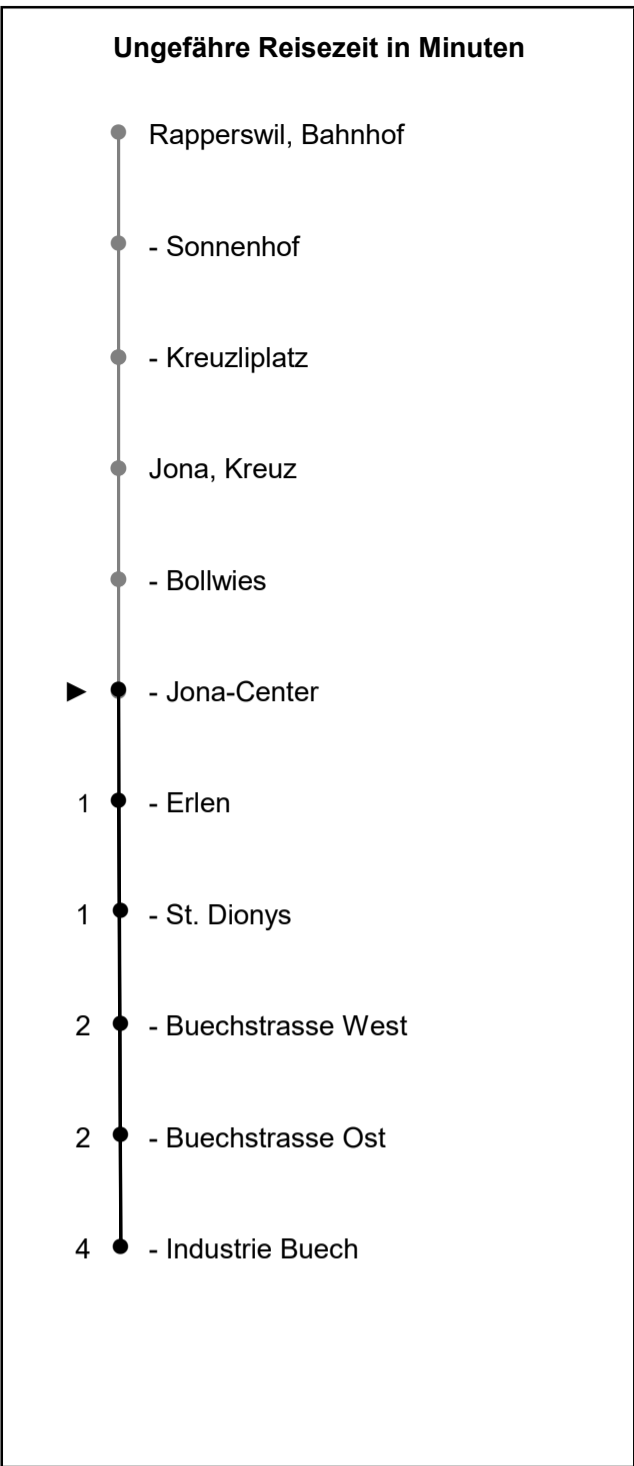 Ungefähre Reisezeit in Minuten
Rapperswil, Bahnhof
- Sonnenhof
- Kreuzliplatz
Jona, Kreuz
- Bollwies
► - Jona-Center
1 - Erlen
1 - St. Dionys
2 - Buechstrasse West
2 - Buechstrasse Ost
4 - Industrie Buech